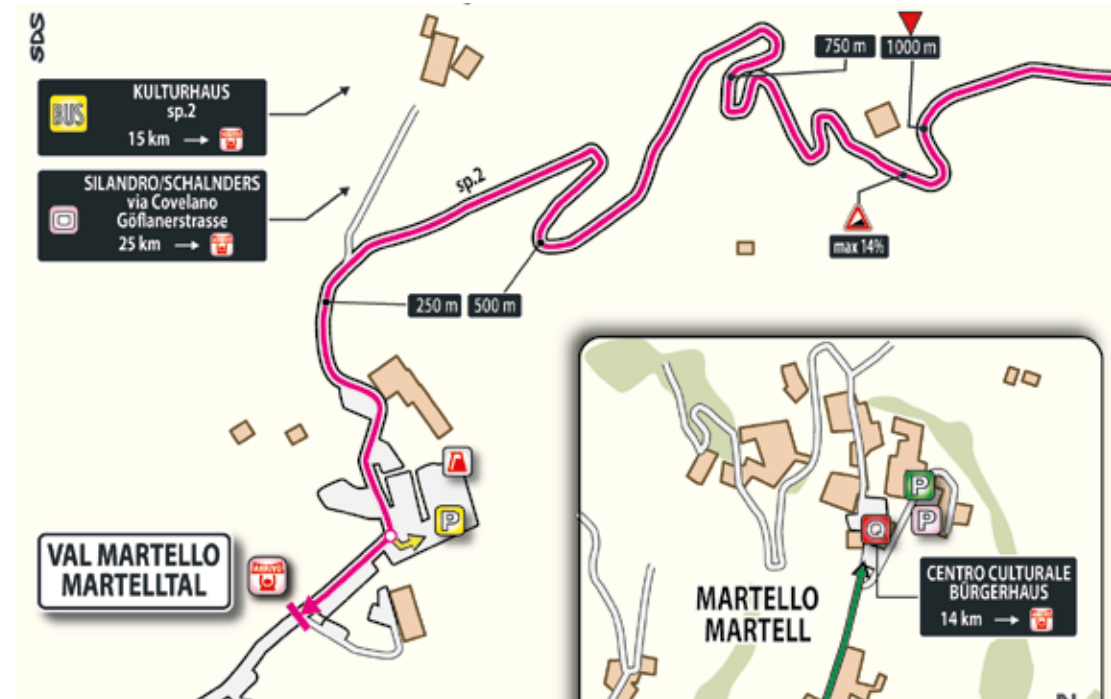 SDS
KULTURHAUS
sp.2
15 km
ARRIVO
SILANDRO/SCHALNDERS
via Covelano
Göflanerstrasse
25 km
BUS
sp.2
750 m
1000 m
max 14%
250 m
500 m
P
VAL MARTELLO
MARTELLTAL
P
P
Q
MARTELLO
MARTELL
CENTRO CULTURALE
BÜRGERHAUS
14 km